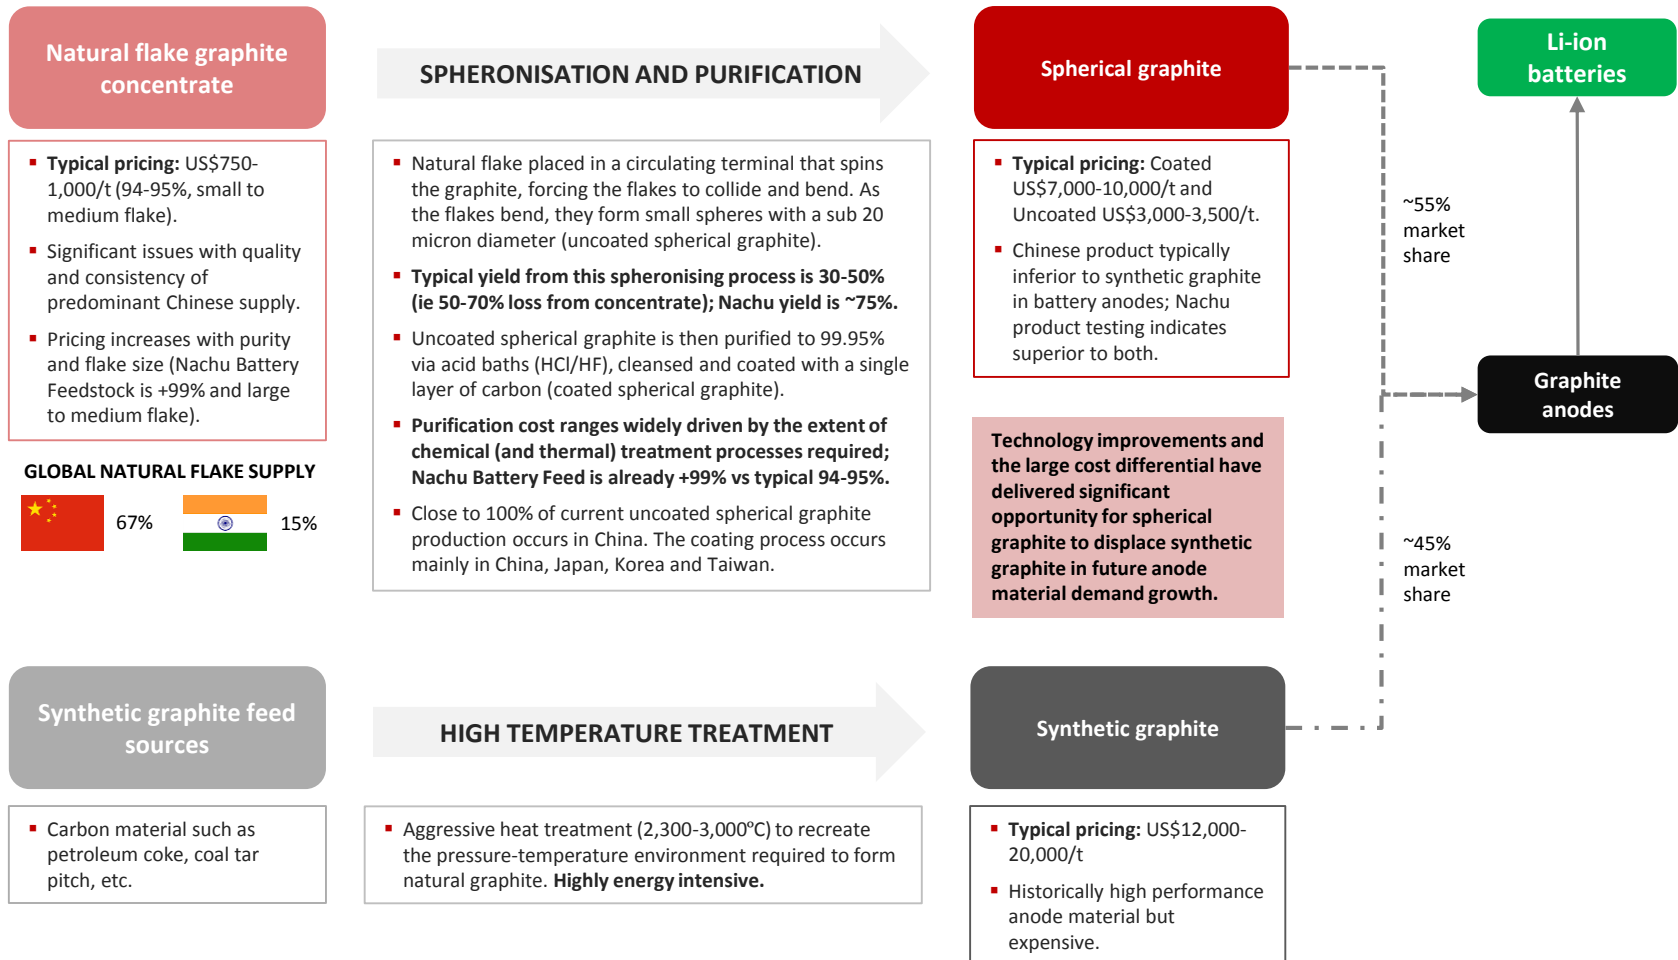 Natural flake graphite
concentrate
SPHERONISATION AND PURIFICATION
Spherical graphite
Li-ion
batteries
▪ Typical pricing: US$750-
1,000/t (94-95%, small to
medium flake).
▪ Significant issues with quality
and consistency of
predominant Chinese supply.
▪ Pricing increases with purity
and flake size (Nachu Battery
Feedstock is +99% and large
to medium flake).
GLOBAL NATURAL FLAKE SUPPLY
67%
15%
▪ Natural flake placed in a circulating terminal that spins
the graphite, forcing the flakes to collide and bend. As
the flakes bend, they form small spheres with a sub 20
micron diameter (uncoated spherical graphite).
▪ Typical yield from this spheronising process is 30-50%
(ie 50-70% loss from concentrate); Nachu yield is ~75%.
▪ Uncoated spherical graphite is then purified to 99.95%
via acid baths (HCl/HF), cleansed and coated with a single
layer of carbon (coated spherical graphite).
▪ Purification cost ranges widely driven by the extent of
chemical (and thermal) treatment processes required;
Nachu Battery Feed is already +99% vs typical 94-95%.
▪ Close to 100% of current uncoated spherical graphite
production occurs in China. The coating process occurs
mainly in China, Japan, Korea and Taiwan.
▪ Typical pricing: Coated
US$7,000-10,000/t and
Uncoated US$3,000-3,500/t.
▪ Chinese product typically
inferior to synthetic graphite
in battery anodes; Nachu
product testing indicates
superior to both.
Technology improvements and
the large cost differential have
delivered significant
opportunity for spherical
graphite to displace synthetic
graphite in future anode
material demand growth.
~55%
market
share
Graphite
anodes
~45%
market
share
Synthetic graphite feed
sources
HIGH TEMPERATURE TREATMENT
Synthetic graphite
▪ Carbon material such as
petroleum coke, coal tar
pitch, etc.
▪ Aggressive heat treatment (2,300-3,000ºC) to recreate
the pressure-temperature environment required to form
natural graphite. Highly energy intensive.
▪ Typical pricing: US$12,000-
20,000/t
▪ Historically high performance
anode material but
expensive.